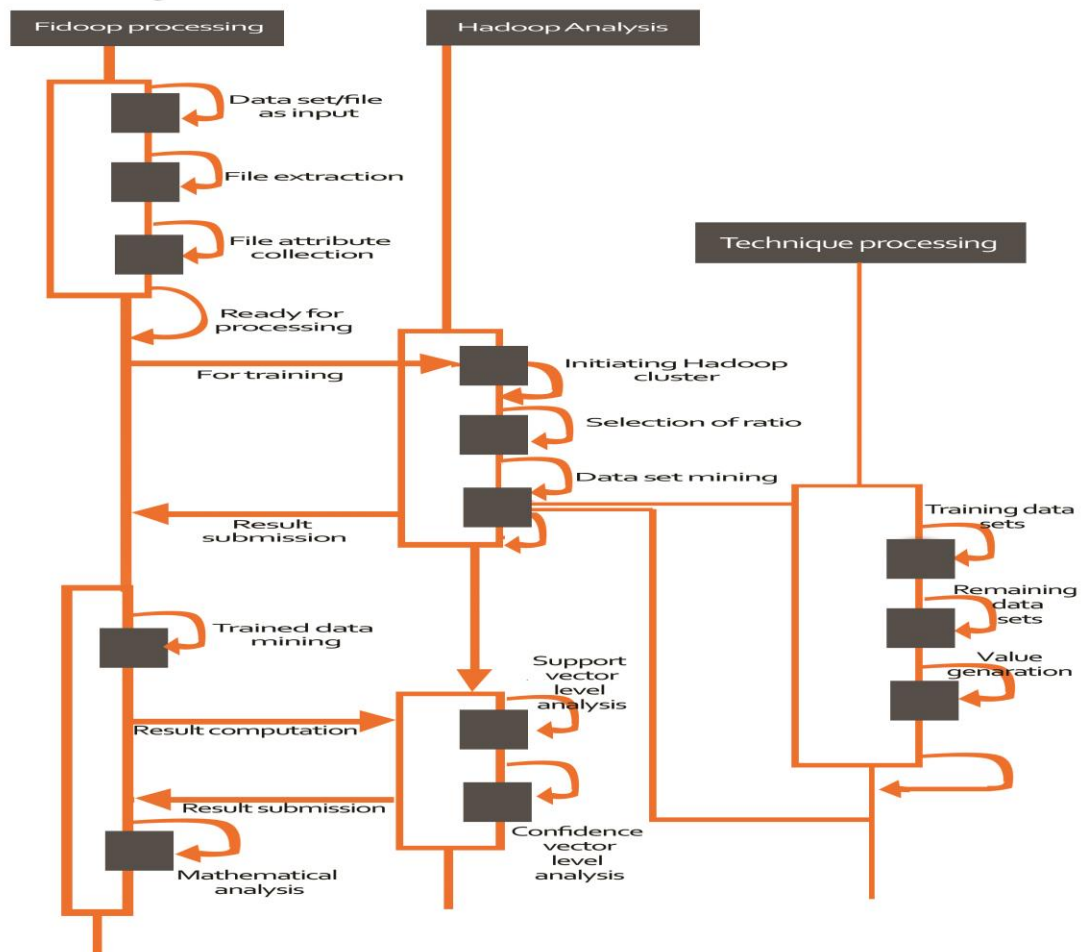 Fidoop processing
Hadoop Analysis
Data set/file
as input
File extraction
File attribute
collection
Ready for
processing
Technique processing
For training
Initiating Hadoop
cluster
Selection of ratio
Data set mining
Result
submission
Training data
sets
Remaining
data
sets
Value
genaration
Trained data
mining
Support
vector
level
analysis
Result computation
Result submission
Confidence
vector
level
analysis
Mathematical
analysis